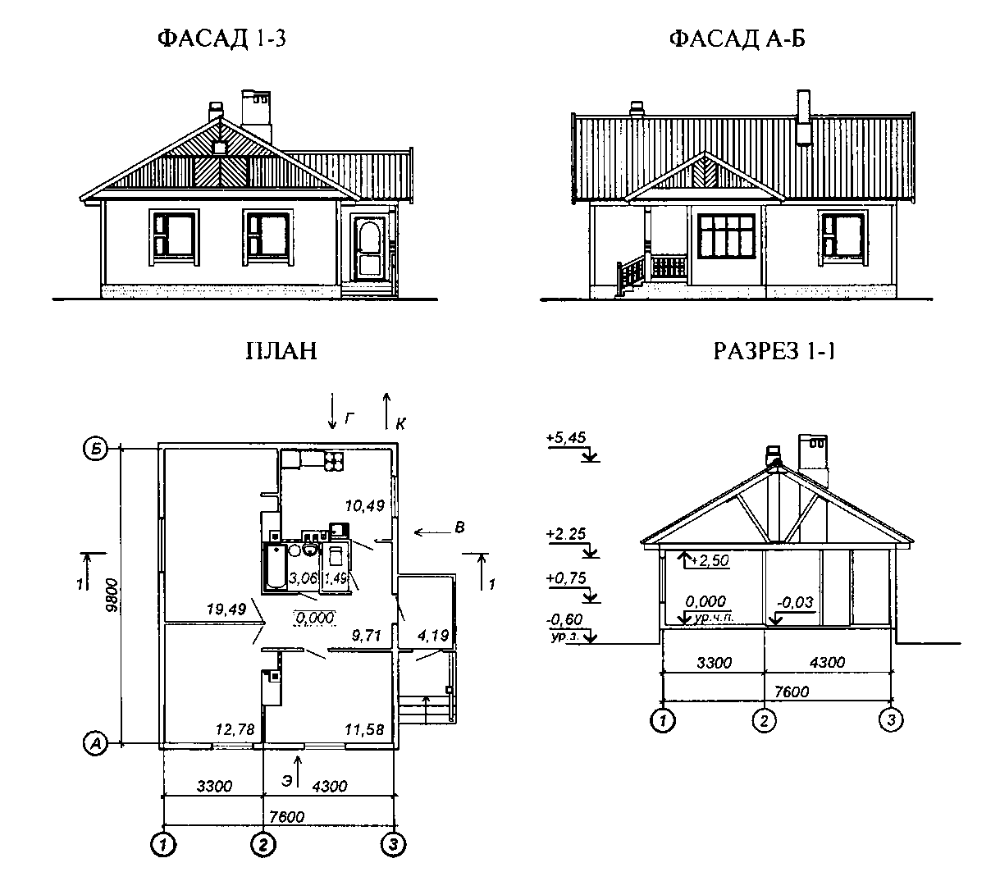 ФАСАД 1-3
ФАСАД А-Б
ПЛАН
РАЗРЕЗ 1-1
Г
К
Б
10,49
В
1
3,06
1,49
1
9800
19,49
0,000
9,71
4,19
12,78
11,58
А
Э
3300
4300
7600
1
2
3
+5,45
+2.25
+2,50
+0,75
0,000
ур.ч.п.
-0,03
-0,60
ур.з.
3300
4300
7600
1
2
3